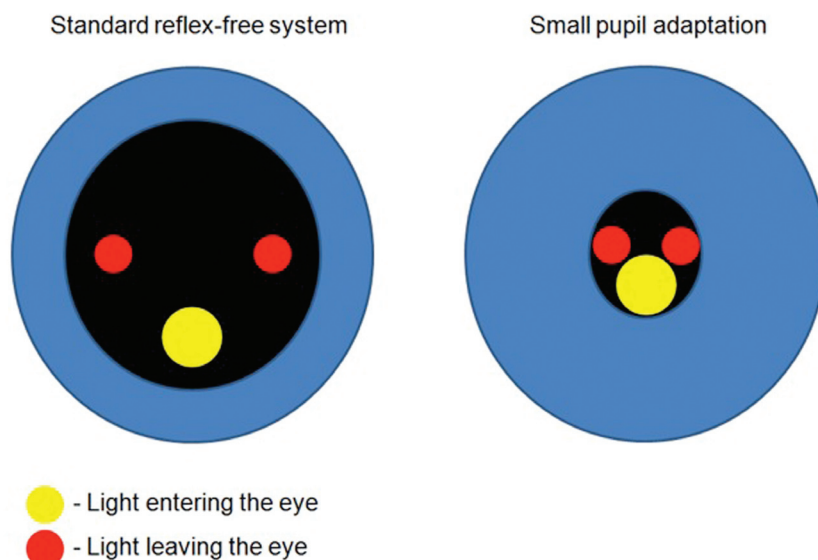 Standard reflex-free system
Small pupil adaptation
- Light entering the eye
- Light leaving the eye